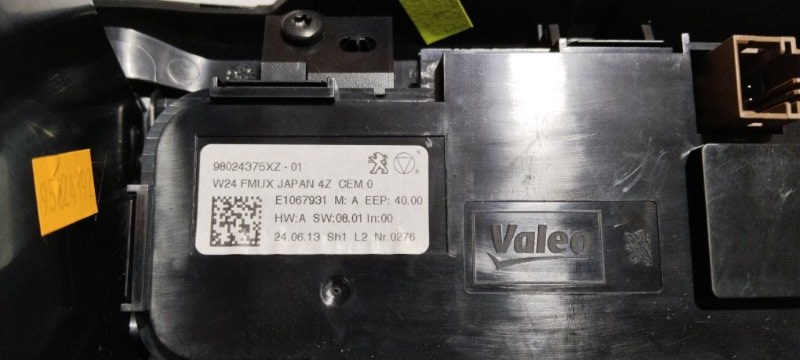 98024375XZ - 01
W24 FMUX JAPAN 4Z CEM 0
E1067931 M: A EEP: 40.00
HW:A SW:08.01 In:00
24.06.13 Sh1 L2 Nr.0276
Valeo